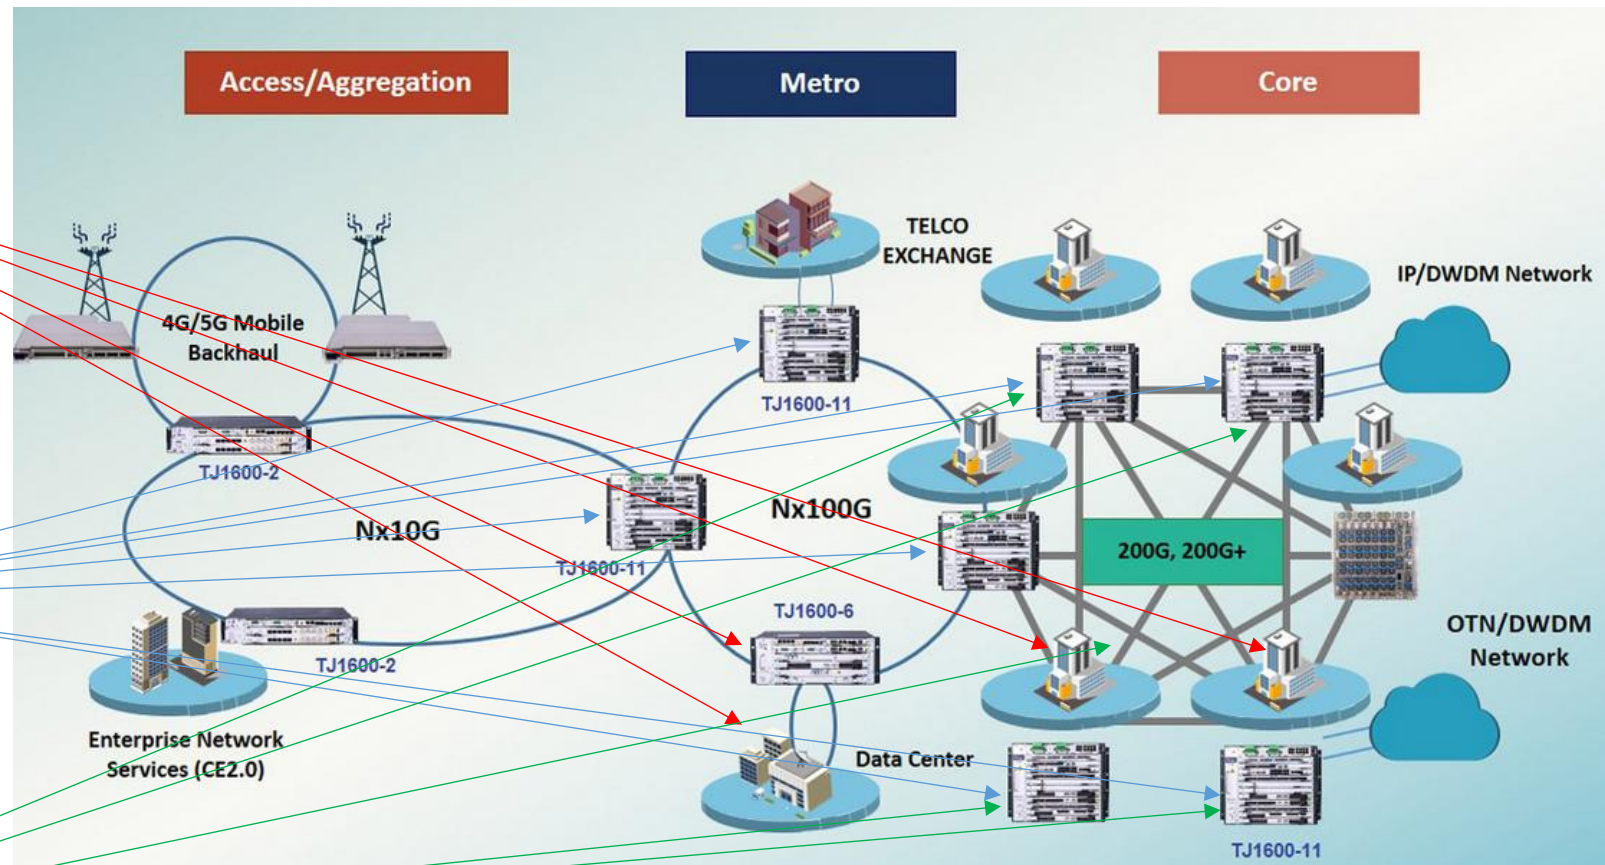 Access/Aggregation
Metro
Core
TELCO
EXCHANGE
IP/DWDM Network
4G/5G Mobile
Backhaul
TJ1600-11
TJ1600-2
Nx10G
Nx100G
200G, 200G+
TJ1600-11
TJ1600-6
TJ1600-2
OTN/DWDM
Network
Enterprise Network
Services (CE2.0)
Data Center
TJ1600-11